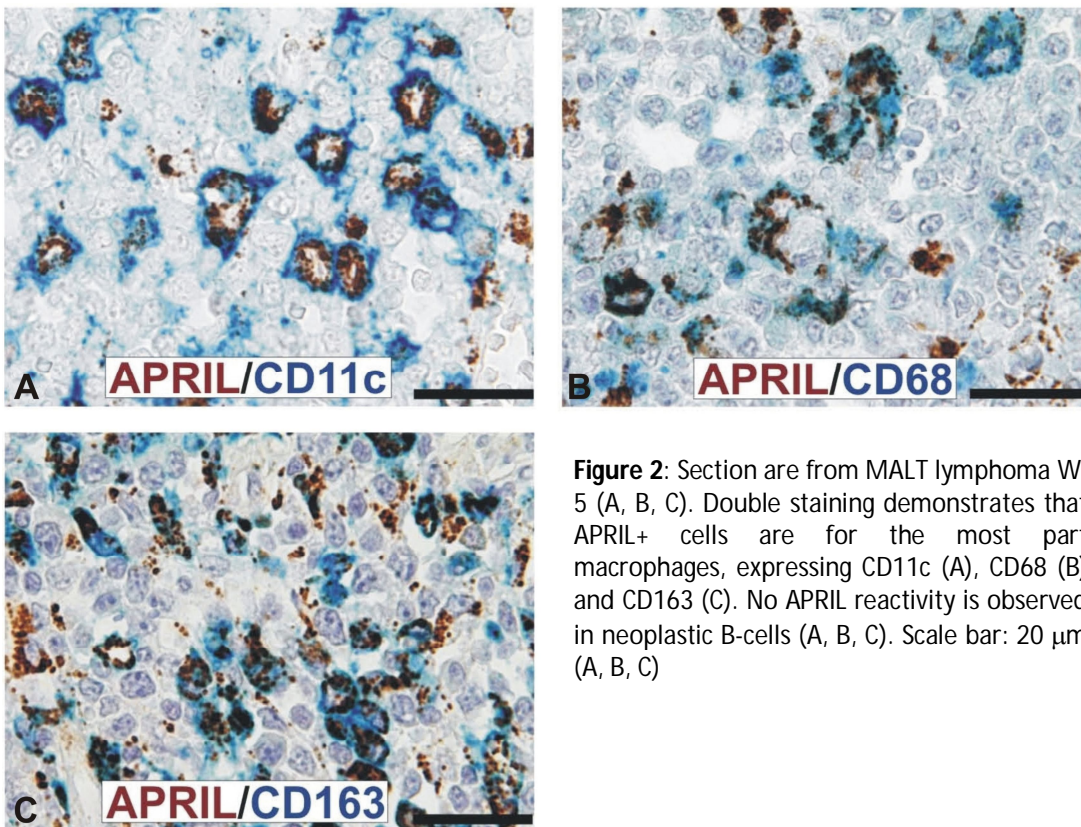 A
APRIL/CD11c
B
APRIL/CD68
C
APRIL/CD163
Figure 2: Section are from MALT lymphoma W
5 (A, B, C). Double staining demonstrates that
APRIL+ cells are for the most part
macrophages, expressing CD11c (A), CD68 (B)
and CD163 (C). No APRIL reactivity is observed
in neoplastic B-cells (A, B, C). Scale bar: 20 μm
(A, B, C)